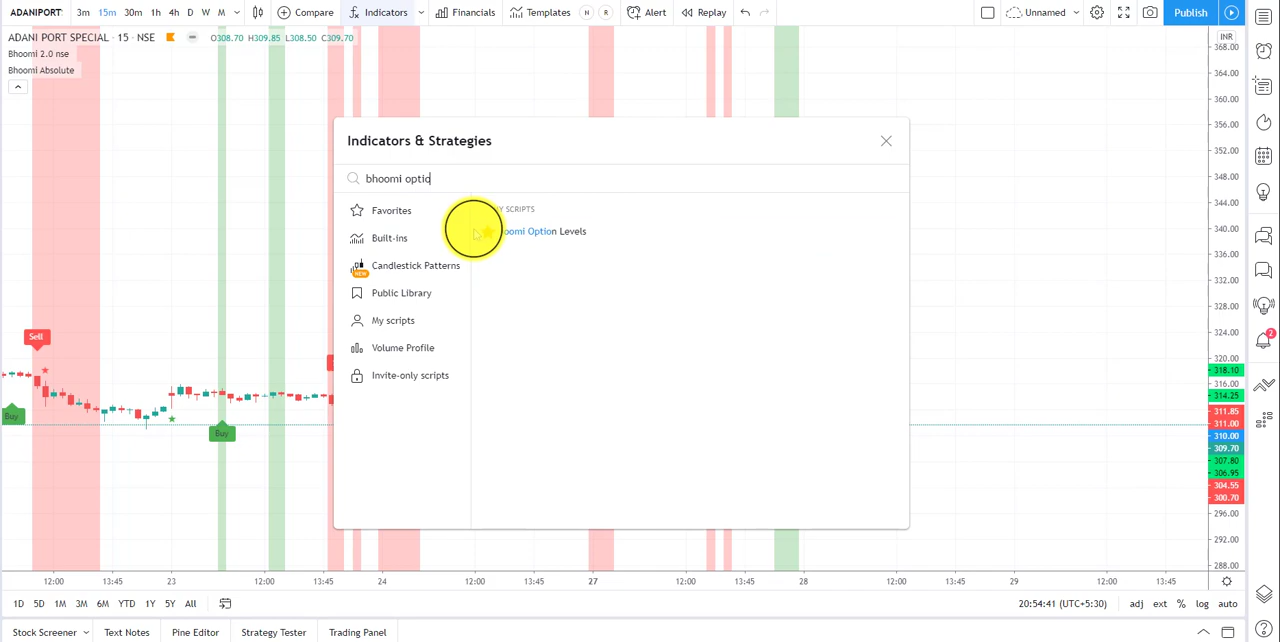 ADANIPORT 3m 15m 30m 1h 4h D W M Compare Indicators Financials Templates N R Alert Replay Unnamed Publish
ADANI PORT SPECIAL · 15 · NSE O308.70 H309.85 L308.50 C309.70 INR
Bhoomi 2.0 nse
Bhoomi Absolute
368.00
364.00
360.00
356.00
352.00
348.00
344.00
340.00
336.00
332.00
328.00
324.00
320.00
318.10
316.00
314.25
311.85
311.00
310.00
309.70
307.80
306.95
304.55
300.70
296.00
292.00
288.00
Indicators & Strategies
bhoomi optio
Favorites
Built-ins
Candlestick Patterns
NEW
Public Library
My scripts
Volume Profile
Invite-only scripts
SCRIPTS
Option Levels
Sell
Buy
Buy
2
12:00 13:45 23 12:00 13:45 24 12:00 13:45 27 12:00 13:45 28 12:00 13:45 29 12:00 13:45
1D 5D 1M 3M 6M YTD 1Y 5Y All 20:54:41 (UTC+5:30) adj ext % log auto
Stock Screener Text Notes Pine Editor Strategy Tester Trading Panel